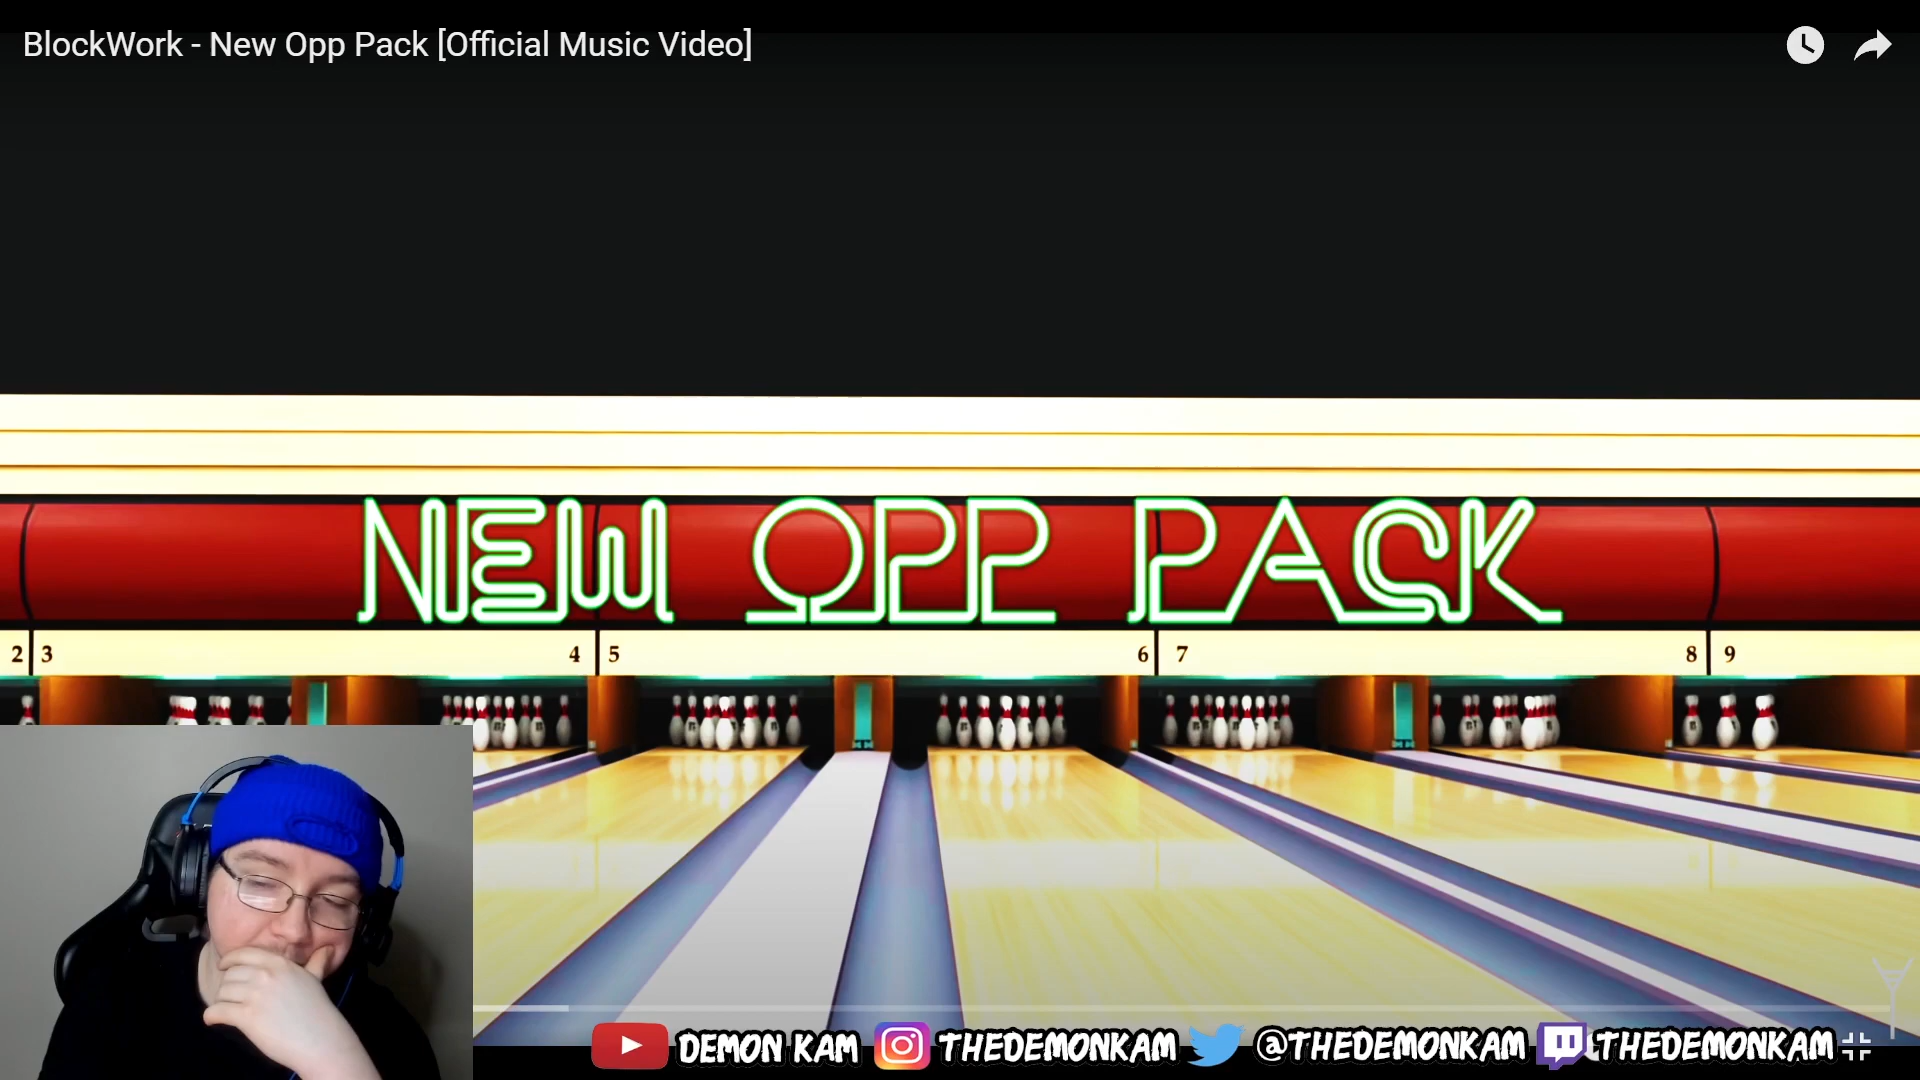 BlockWork - New Opp Pack [Official Music Video]
NEW OPP PACK
2 3 4 5 6 7 8 9
DEMON KAM THEDEMONKAM @THEDEMONKAM THEDEMONKAM